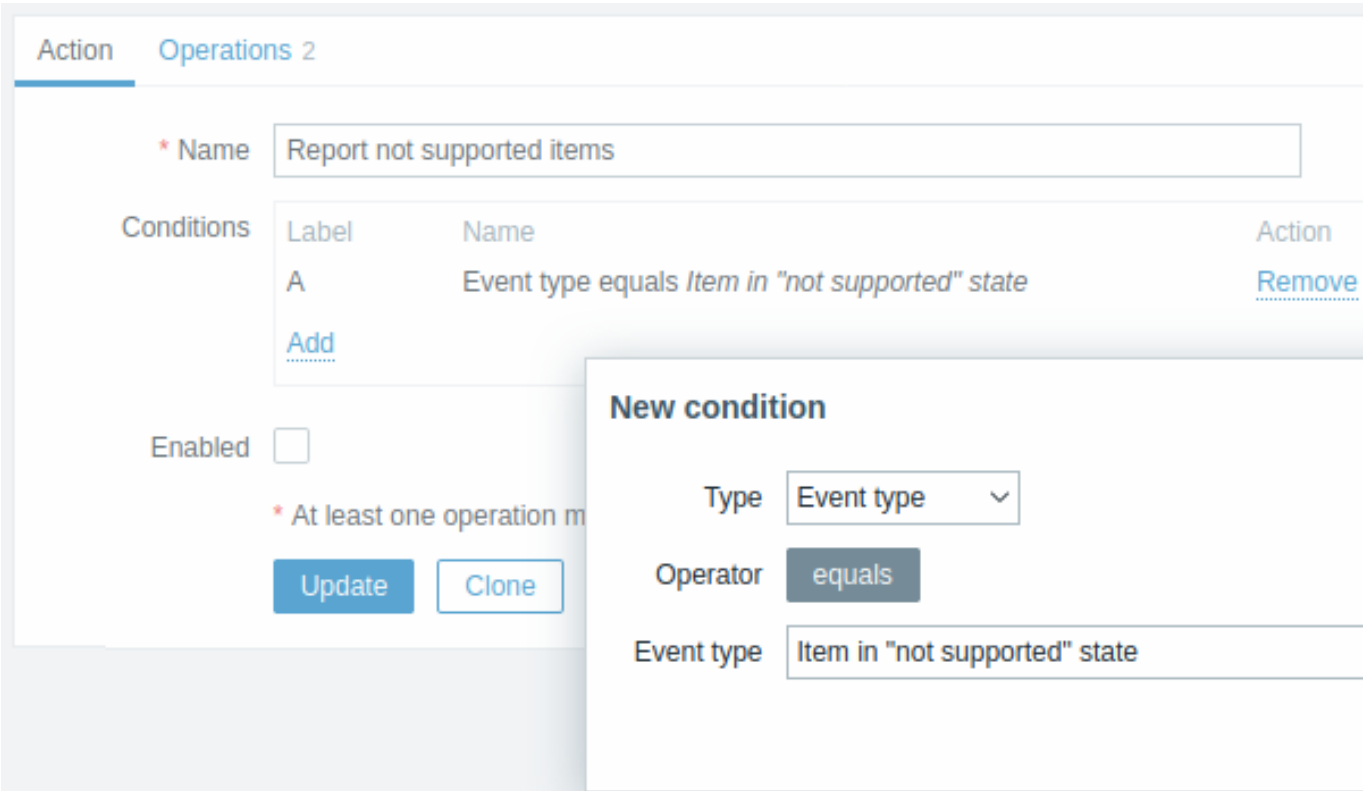 Action Operations 2
* Name Report not supported items
Conditions Label Name Action
A Event type equals Item in "not supported" state Remove
Add
New condition
Enabled
Type Event type
* At least one operation m
Operator equals
Update Clone
Event type Item in "not supported" state